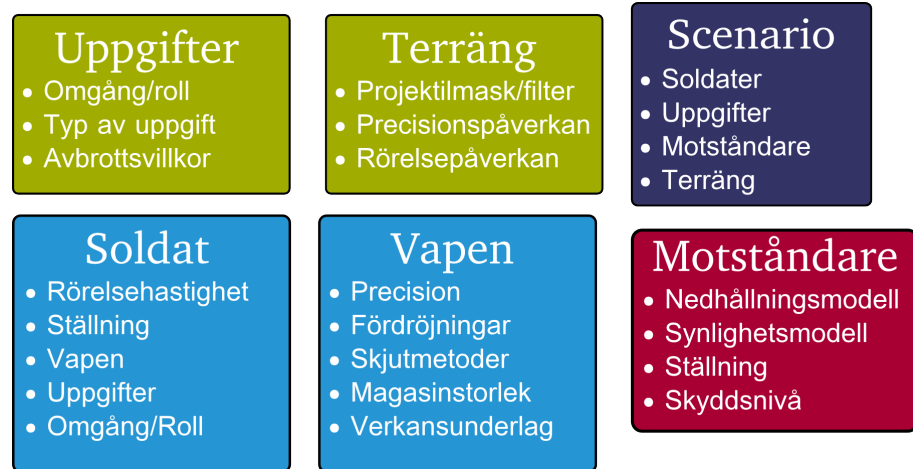 Uppgifter
• Omgång/roll
• Typ av uppgift
• Avbrottsvillkor
Terräng
• Projektilmask/filter
• Precisionspåverkan
• Rörelsepåverkan
Scenario
• Soldater
• Uppgifter
• Motståndare
• Terräng
Soldat
• Rörelsehastighet
• Ställning
• Vapen
• Uppgifter
• Omgång/Roll
Vapen
• Precision
• Fördröjningar
• Skjutmetoder
• Magasinstorlek
• Verkansunderlag
Motståndare
• Nedhållningsmodell
• Synlighetsmodell
• Ställning
• Skyddsnivå